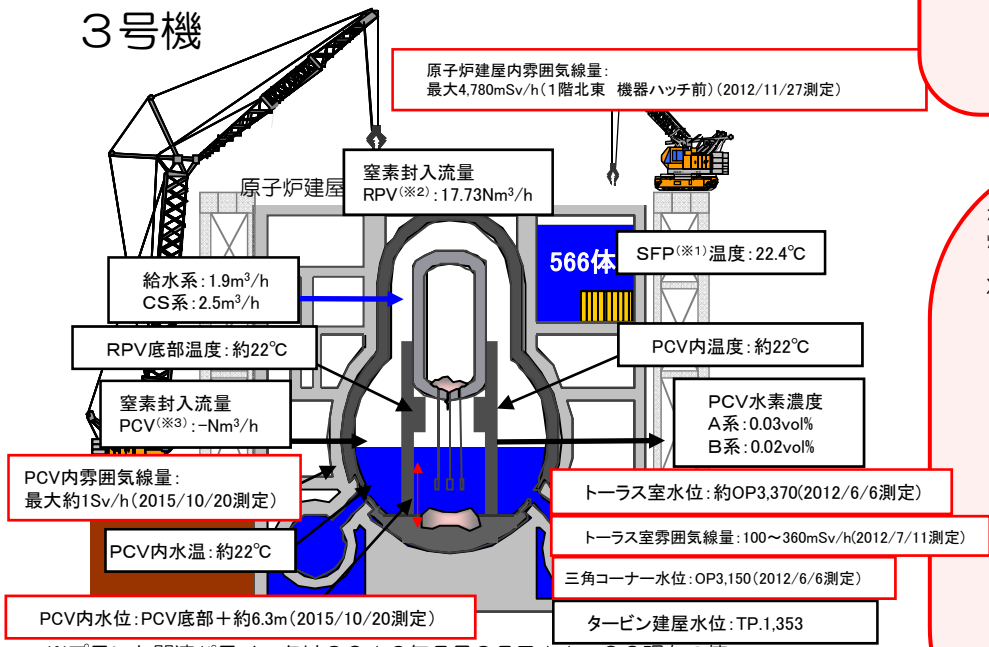 ３号機
原子炉建屋内雰囲気線量：
最大4,780mSv/h（１階北東　機器ハッチ前）（2012/11/27測定）
窒素封入流量
RPV(※2)：17.73Nm3/h
原子炉建屋
566体
SFP(※1)温度：22.4℃
給水系：1.9m3/h
CS系：2.5m3/h
RPV底部温度：約22℃
PCV内温度：約22℃
窒素封入流量
PCV(※3)：-Nm3/h
PCV水素濃度
A系：0.03vol%
B系：0.02vol%
PCV内雰囲気線量：
最大約1Sv/h（2015/10/20測定）
トーラス室水位：約OP3,370(2012/6/6測定)
PCV内水温：約22℃
トーラス室雰囲気線量：100～360mSv/h(2012/7/11測定)
三角コーナー水位：OP3,150(2012/6/6測定)
PCV内水位：PCV底部＋約6.3m（2015/10/20測定）
タービン建屋水位：TP.1,353